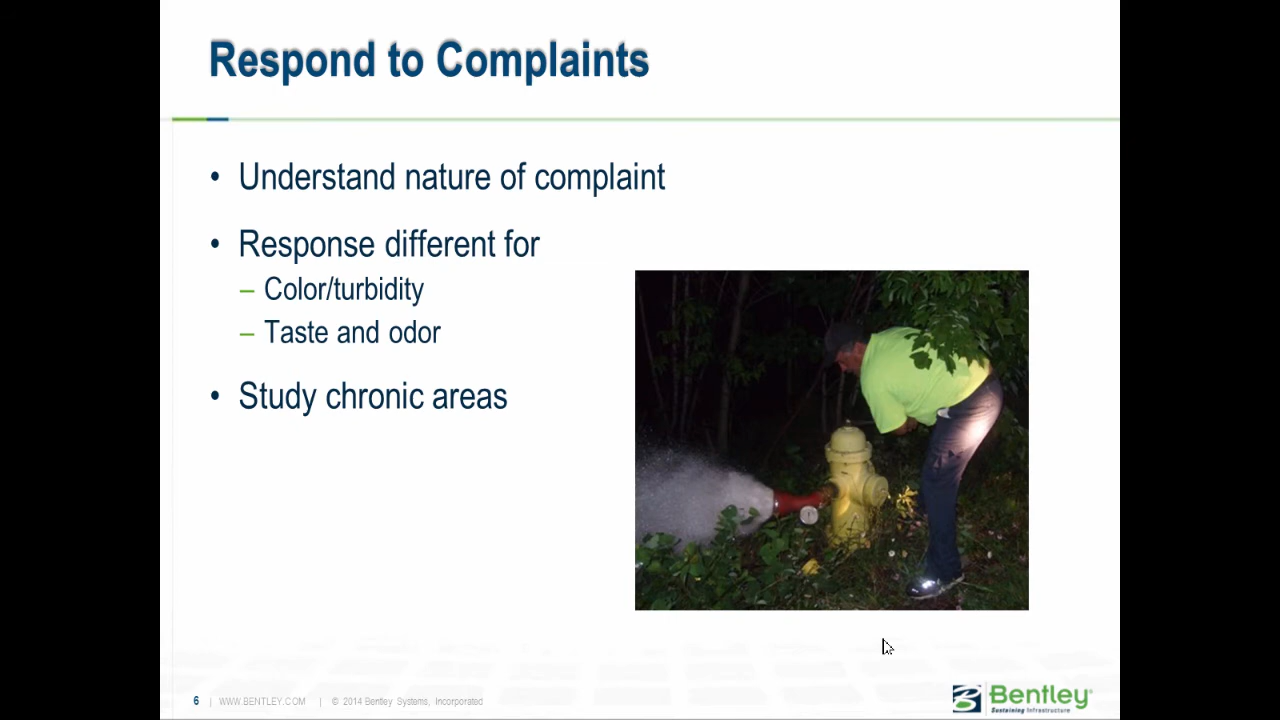 Respond to Complaints
• Understand nature of complaint
• Response different for
– Color/turbidity
– Taste and odor
• Study chronic areas
6 | WWW.BENTLEY.COM | © 2014 Bentley Systems, Incorporated
Bentley®
Sustaining Infrastructure